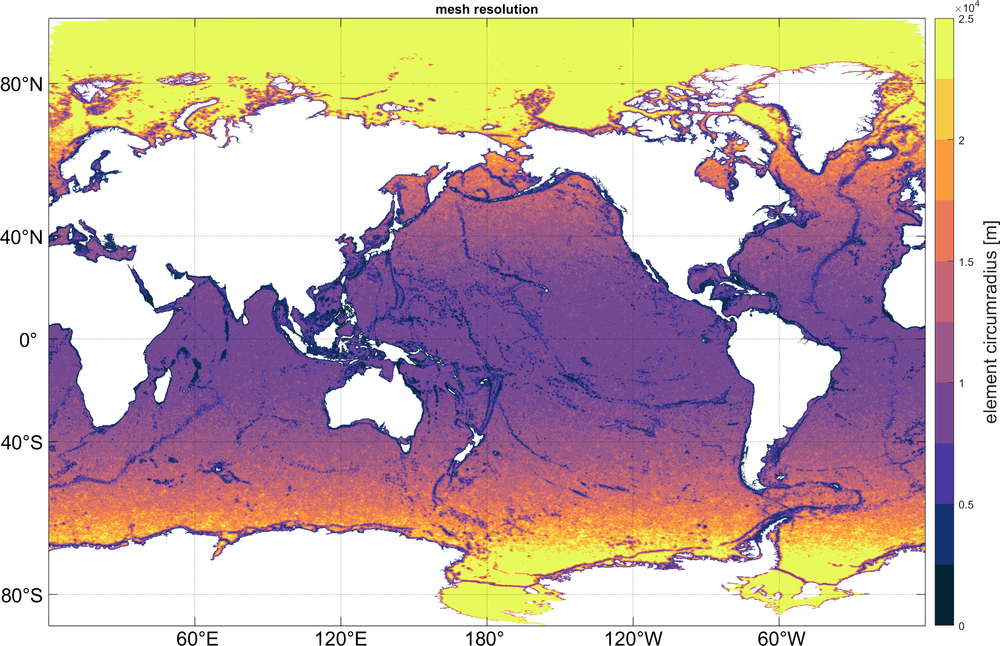 mesh resolution
×10⁴
2.5
2
1.5
1
0.5
0
element circumradius [m]
80°N
40°N
0°
40°S
80°S
60°E
120°E
180°
120°W
60°W